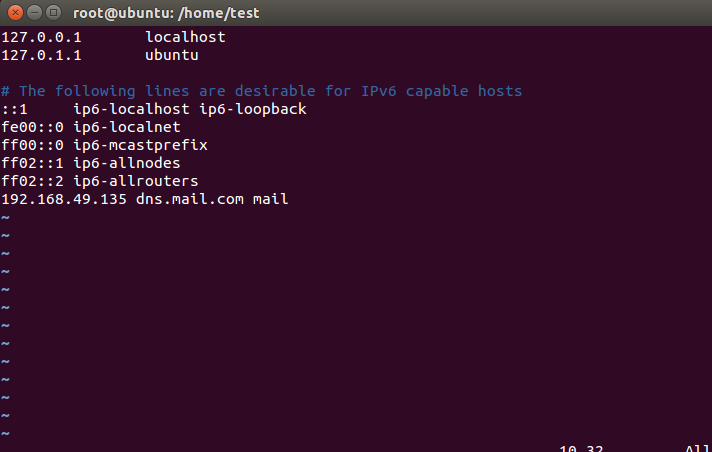 root@ubuntu: /home/test
127.0.0.1       localhost
127.0.1.1       ubuntu

# The following lines are desirable for IPv6 capable hosts
::1     ip6-localhost ip6-loopback
fe00::0 ip6-localnet
ff00::0 ip6-mcastprefix
ff02::1 ip6-allnodes
ff02::2 ip6-allrouters
192.168.49.135 dns.mail.com mail
~
~
~
~
~
~
~
~
~
~
~
~
~
10,32         All